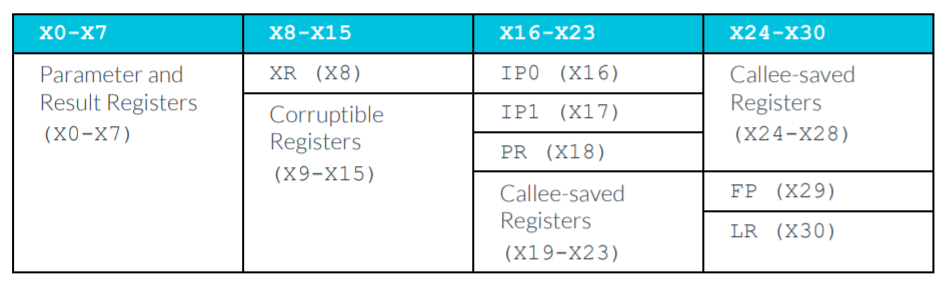 X0-X7
X8-X15
X16-X23
X24-X30
Parameter and
Result Registers
(X0-X7)
XR (X8)
Corruptible
Registers
(X9-X15)
IP0 (X16)
IP1 (X17)
PR (X18)
Callee-saved
Registers
(X19-X23)
Callee-saved
Registers
(X24-X28)
FP (X29)
LR (X30)